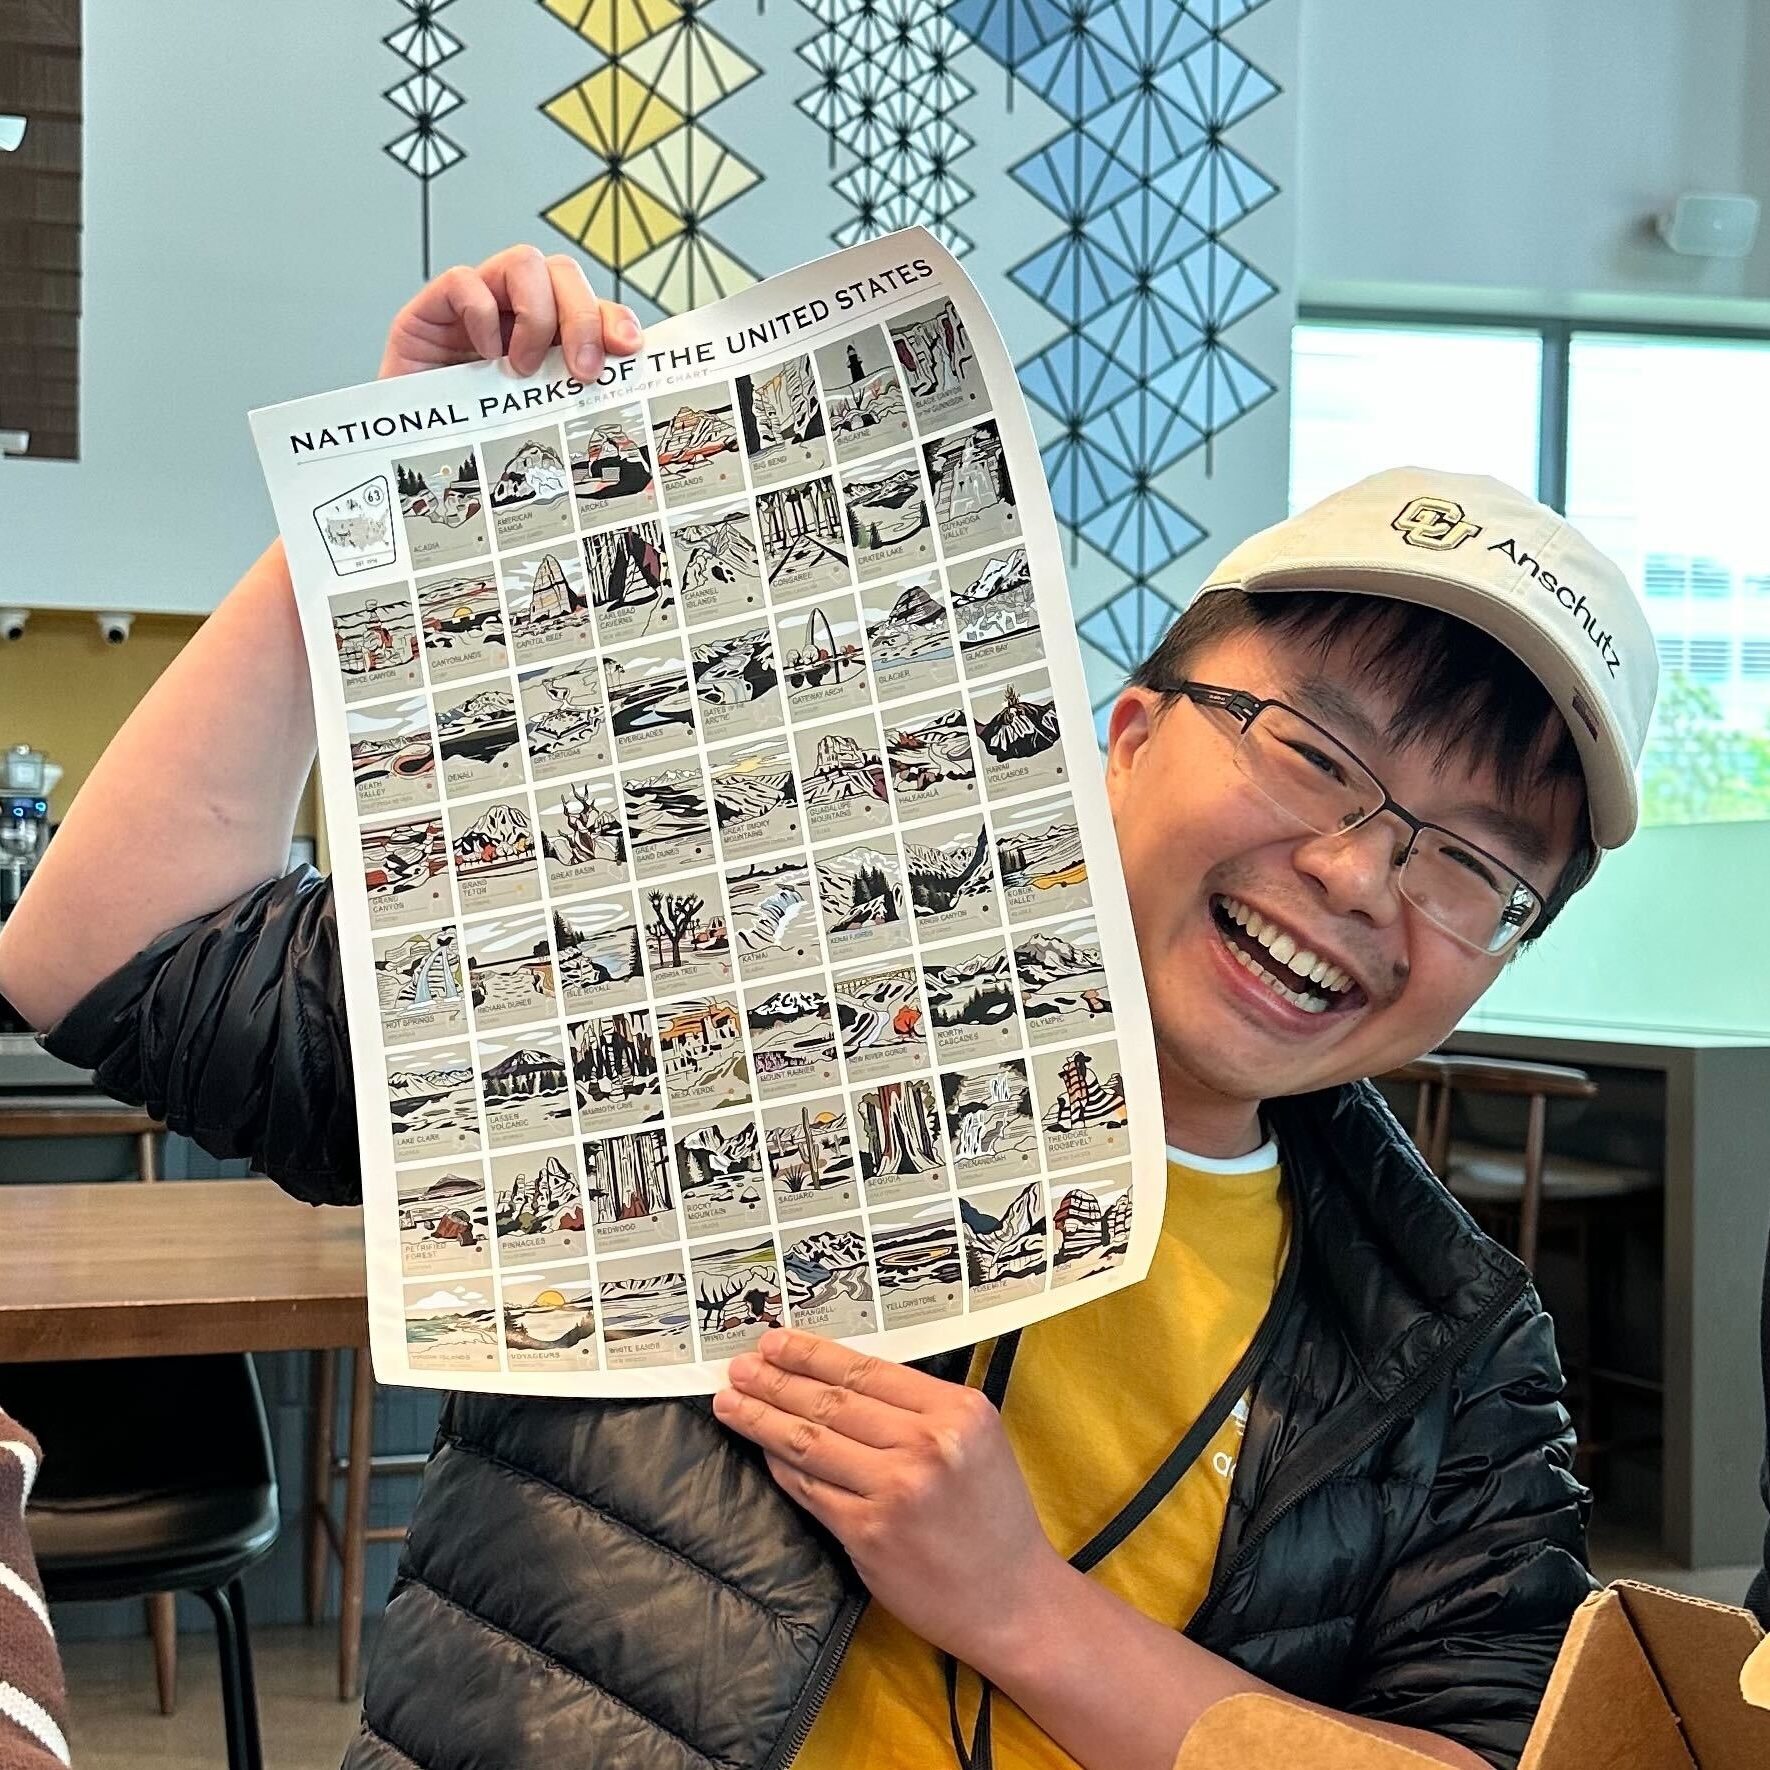 NATIONAL PARKS OF THE UNITED STATES
SCRATCH-OFF CHART
63
ACADIA
AMERICAN SAMOA
ARCHES
BADLANDS
BIG BEND
BISCAYNE
BLACK CANYON OF THE GUNNISON
BRYCE CANYON
CANYONLANDS
CAPITOL REEF
CARLSBAD CAVERNS
CHANNEL ISLANDS
CONGAREE
CRATER LAKE
CUYAHOGA VALLEY
DEATH VALLEY
DENALI
DRY TORTUGAS
EVERGLADES
GATES OF THE ARCTIC
GATEWAY ARCH
GLACIER
GLACIER BAY
GRAND CANYON
GRAND TETON
GREAT BASIN
GREAT SAND DUNES
GREAT SMOKY MOUNTAINS
GUADALUPE MOUNTAINS
HALEAKALĀ
HAWAII VOLCANOES
HOT SPRINGS
INDIANA DUNES
ISLE ROYALE
JOSHUA TREE
KATMAI
KENAI FJORDS
KINGS CANYON
KOBUK VALLEY
LAKE CLARK
LASSEN VOLCANIC
MAMMOTH CAVE
MESA VERDE
MOUNT RAINIER
NEW RIVER GORGE
NORTH CASCADES
OLYMPIC
PETRIFIED FOREST
PINNACLES
REDWOOD
ROCKY MOUNTAIN
SAGUARO
SEQUOIA
SHENANDOAH
THEODORE ROOSEVELT
VIRGIN ISLANDS
VOYAGEURS
WHITE SANDS
WIND CAVE
WRANGELL-ST. ELIAS
YELLOWSTONE
YOSEMITE
ZION
CU Anschutz